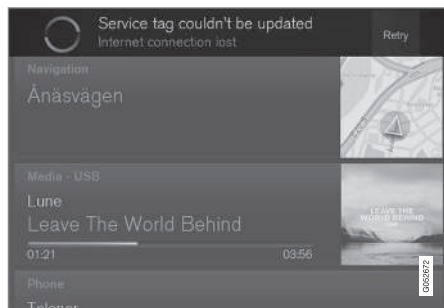 Service tag couldn't be updated
Internet connection lost
Retry
Navigation
Ånäsvägen
Media - USB
Lune
Leave The World Behind
01:21
03:56
LEAVE THE
WORLD BEHIND
Phone
Telenor
G052672